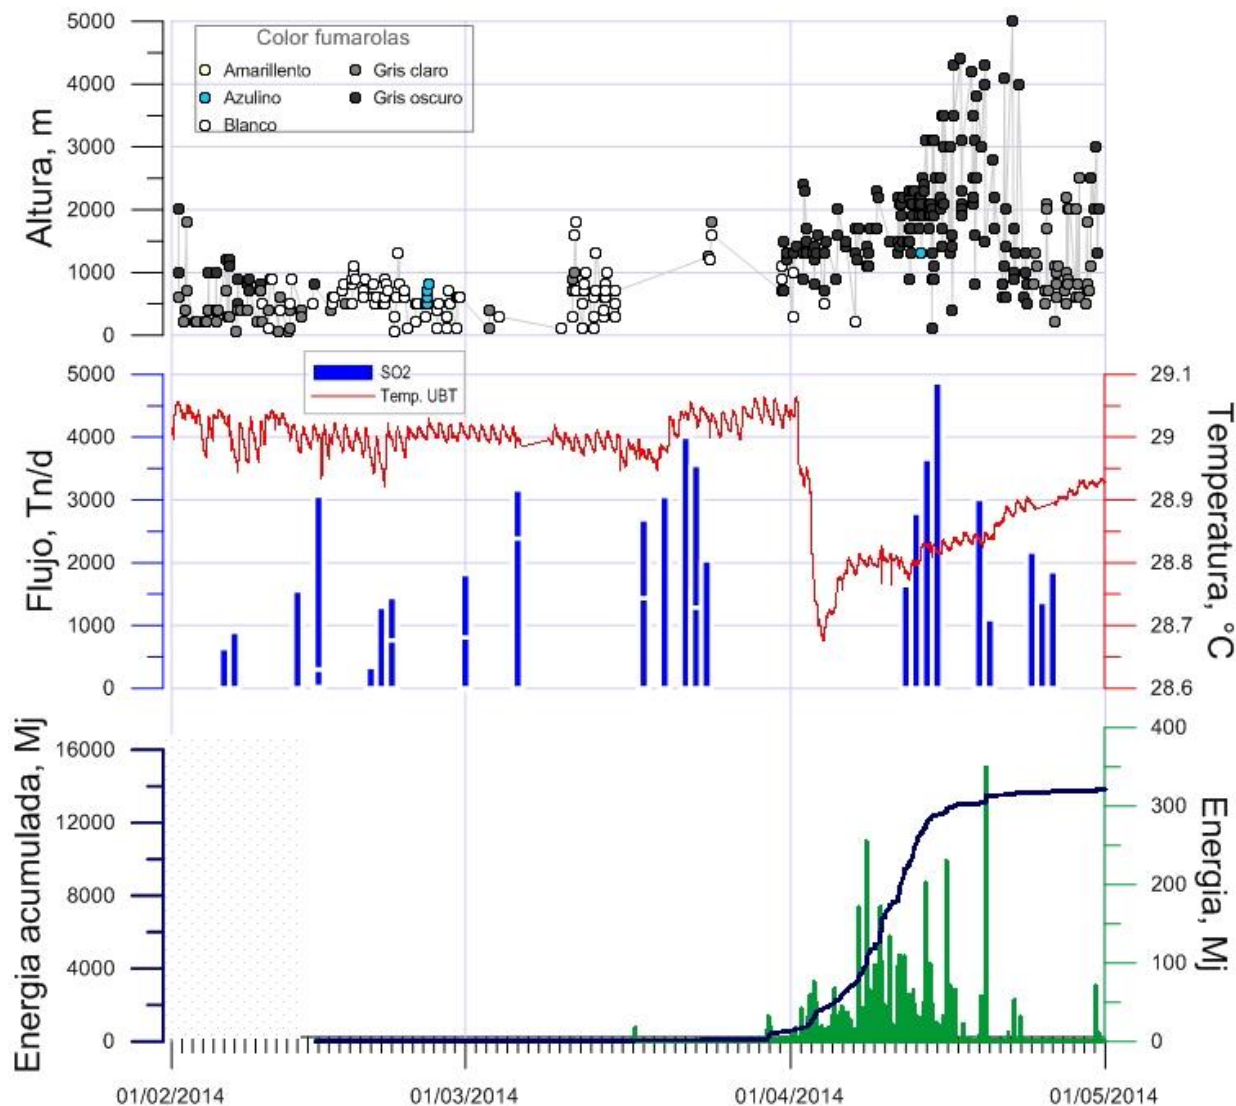 5000
4000
3000
2000
1000
0
Altura, m
Color fumarolas
Amarillento
Gris claro
Azulino
Gris oscuro
Blanco
SO2
Temp. UBT
5000
4000
3000
2000
1000
0
Flujo, Tn/d
29.1
29
28.9
28.8
28.7
28.6
Temperatura, °C
16000
12000
8000
4000
0
Energia acumulada, Mj
400
300
200
100
0
Energia, Mj
01/02/2014
01/03/2014
01/04/2014
01/05/2014